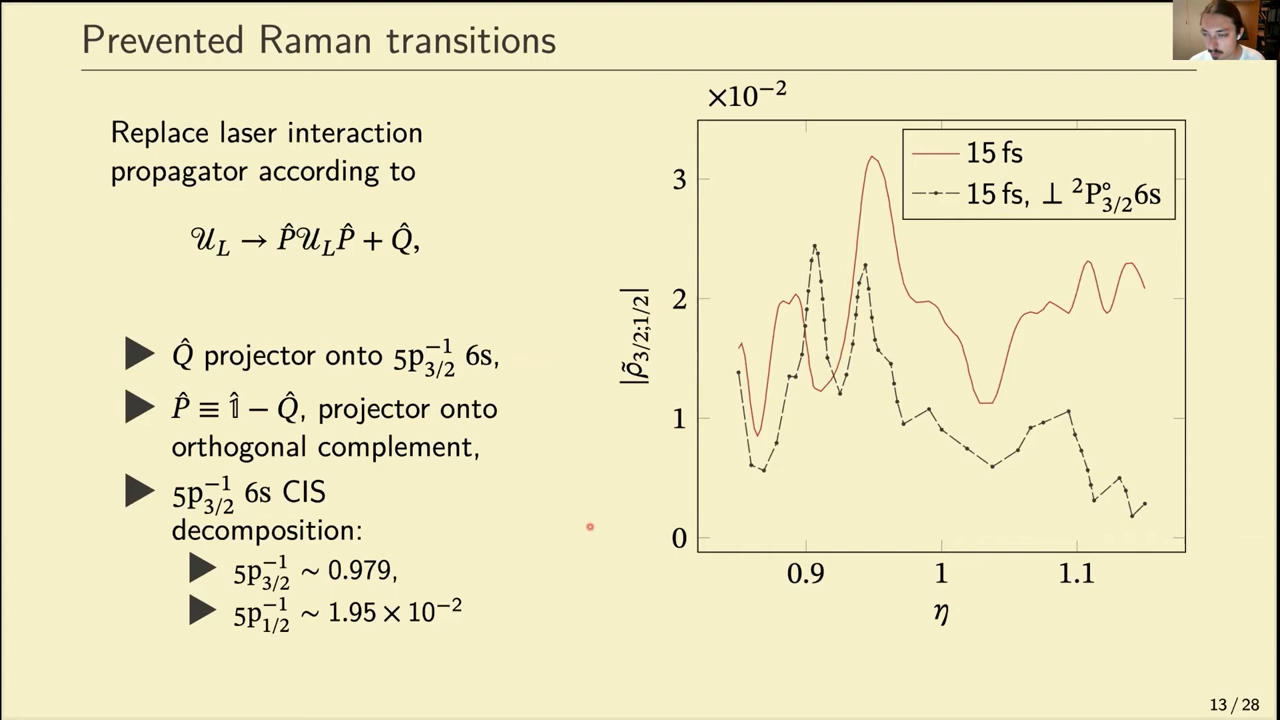 Prevented Raman transitions
Replace laser interaction
propagator according to
𝒰_L → P̂𝒰_LP̂ + Q̂,
▶ Q̂ projector onto 5p₃/₂⁻¹ 6s,
▶ P̂ ≡ 𝟙̂ − Q̂, projector onto
orthogonal complement,
▶ 5p₃/₂⁻¹ 6s CIS
decomposition:
▶ 5p₃/₂⁻¹ ~ 0.979,
▶ 5p₁/₂⁻¹ ~ 1.95 × 10⁻²
×10⁻²
15 fs
15 fs, ⊥ ²P°₃/₂6s
|ρ̃₃/₂;₁/₂|
3
2
1
0
0.9 1 1.1
η
13 / 28